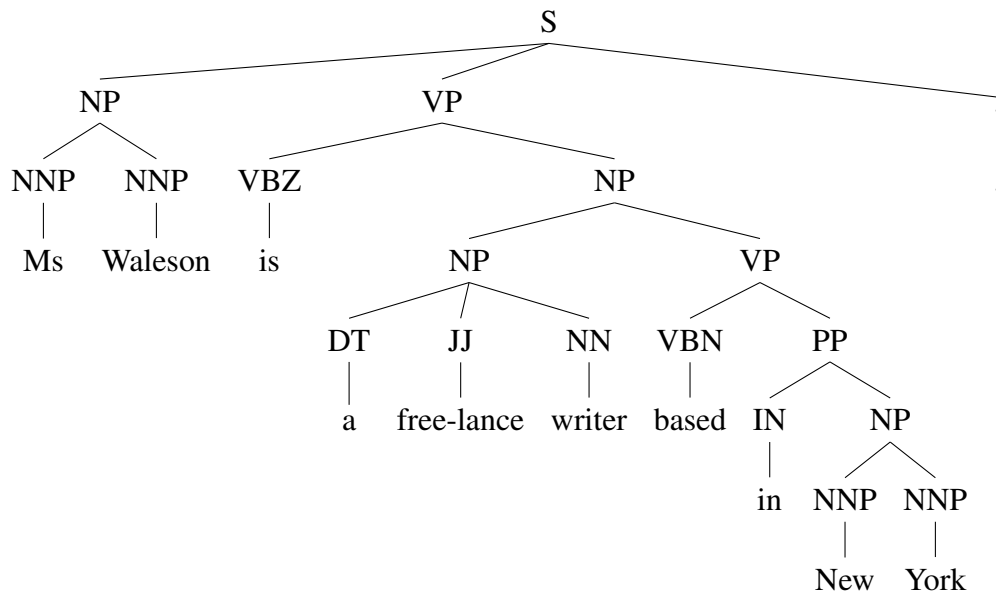 S
NP VP
NNP NNP VBZ NP
Ms Waleson is NP VP
DT JJ NN VBN PP
a free-lance writer based IN NP
in NNP NNP
New York